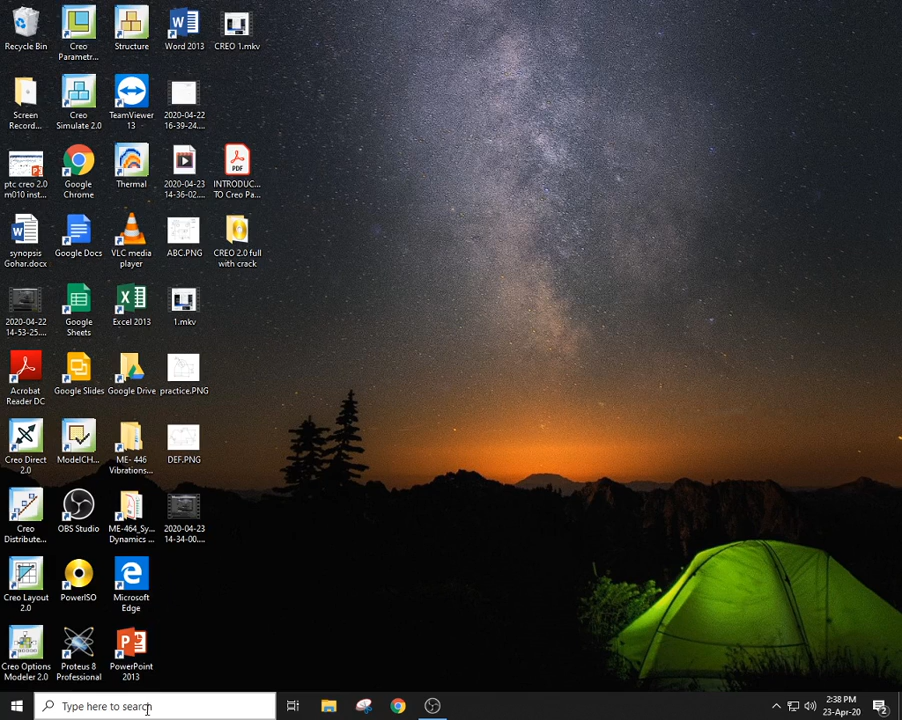 Recycle Bin
Creo
Parametr...
Structure
Word 2013
CREO 1.mkv
Screen
Record...
Creo
Simulate 2.0
TeamViewer
13
2020-04-22
16-39-24....
ptc creo 2.0
m010 inst...
Google
Chrome
Thermal
2020-04-23
14-36-02....
PDF
INTRODUC...
TO Creo Pa...
synopsis
Gohar.docx
Google Docs
VLC media
player
ABC.PNG
CREO 2.0 full
with crack
2020-04-22
14-53-25....
Google
Sheets
Excel 2013
1.mkv
Acrobat
Reader DC
Google Slides
Google Drive
practice.PNG
Creo Direct
2.0
ModelCH...
ME- 446
Vibrations...
DEF.PNG
Creo
Distribute...
OBS Studio
ME-464_Sy...
Dynamics ...
2020-04-23
14-34-00....
Creo Layout
2.0
PowerISO
Microsoft
Edge
Creo Options
Modeler 2.0
Proteus 8
Professional
PowerPoint
2013
Type here to search
2:38 PM
23-Apr-20
2